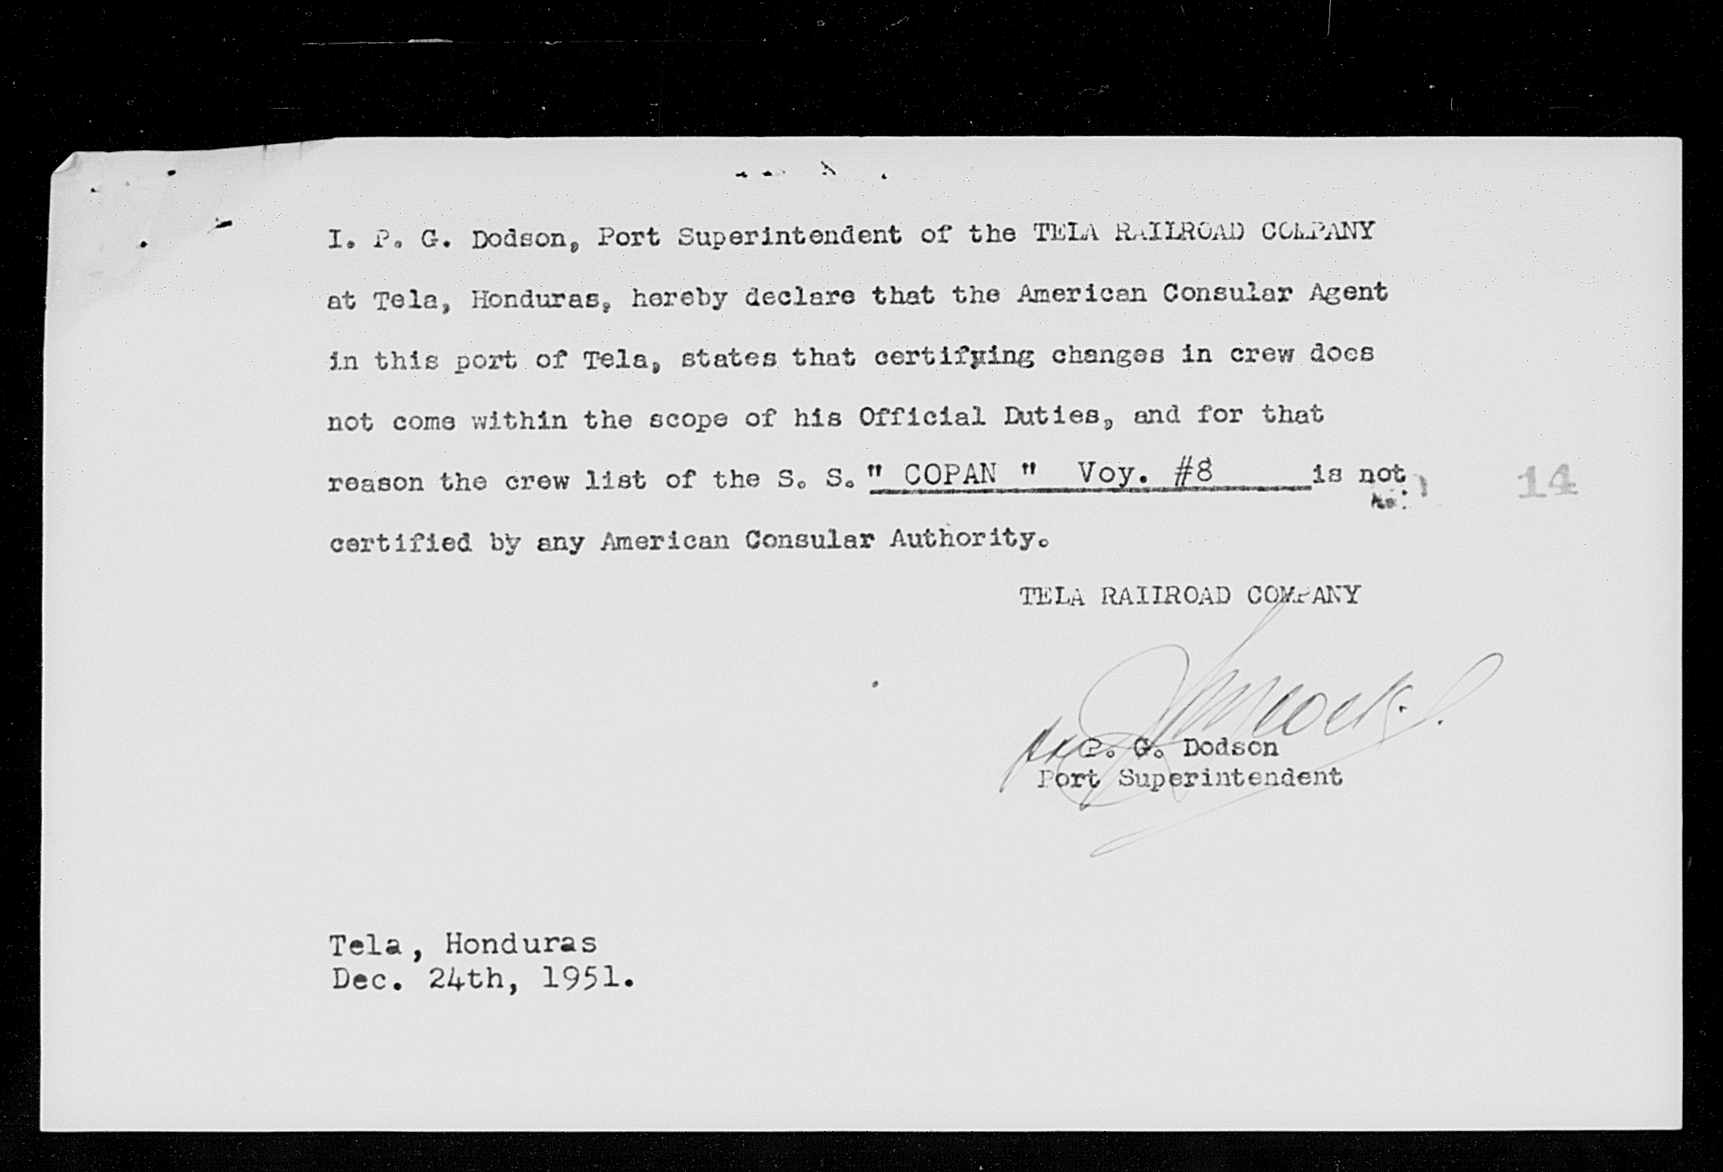 I. P. G. Dodson, Port Superintendent of the TELA RAILROAD COMPANY
at Tela, Honduras, hereby declare that the American Consular Agent
in this port of Tela, states that certifying changes in crew does
not come within the scope of his Official Duties, and for that
reason the crew list of the S. S. " COPAN " Voy. #8 is not
14
certified by any American Consular Authority.
TELA RAILROAD COMPANY
P. G. Dodson
Port Superintendent
Tela, Honduras
Dec. 24th, 1951.